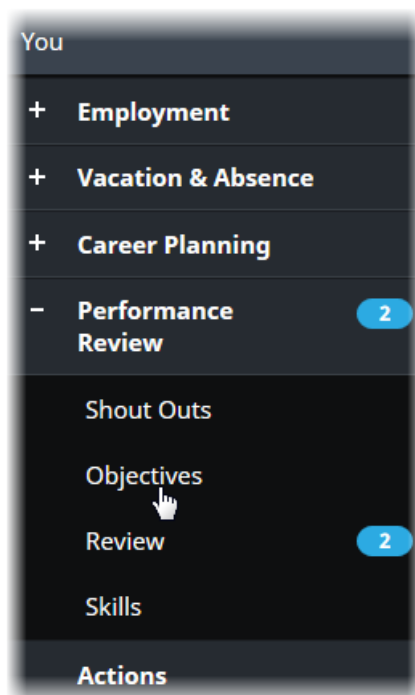 You
+ Employment
+ Vacation & Absence
+ Career Planning
- Performance 2
Review
Shout Outs
Objectives
Review 2
Skills
Actions